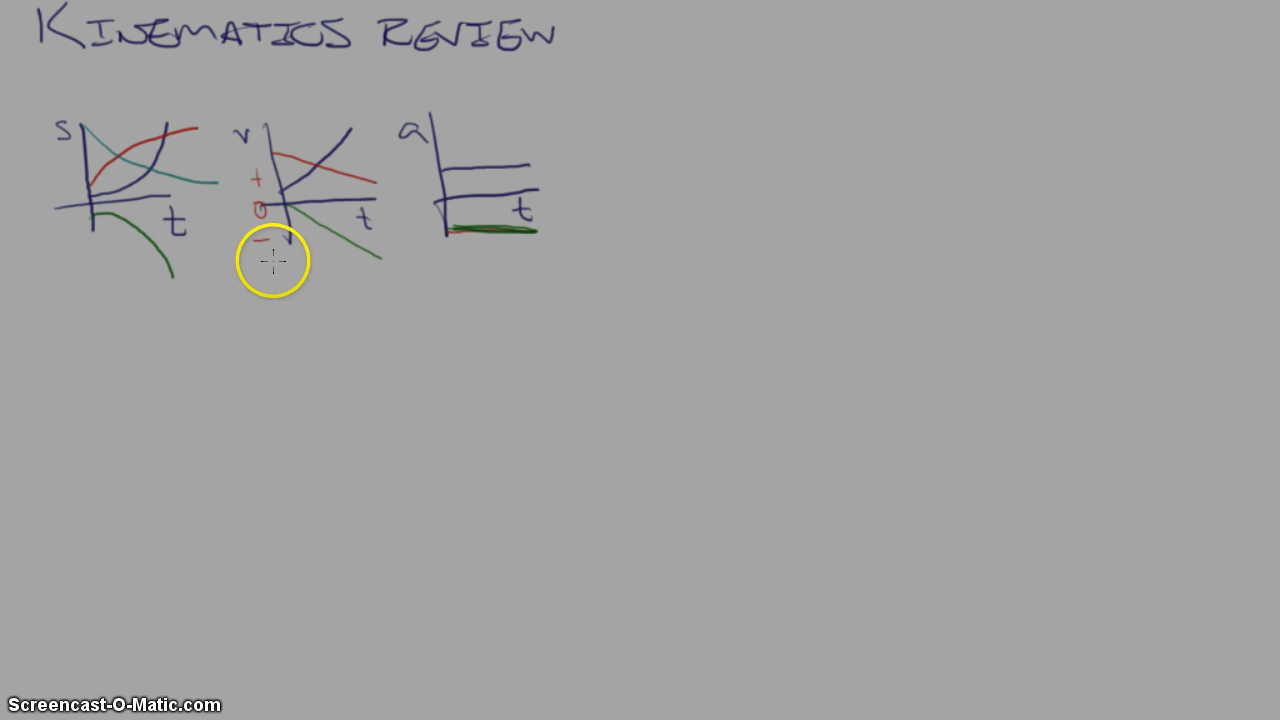 KINEMATICS REVIEW
s t
v + 0 - t
a t
Screencast-O-Matic.com